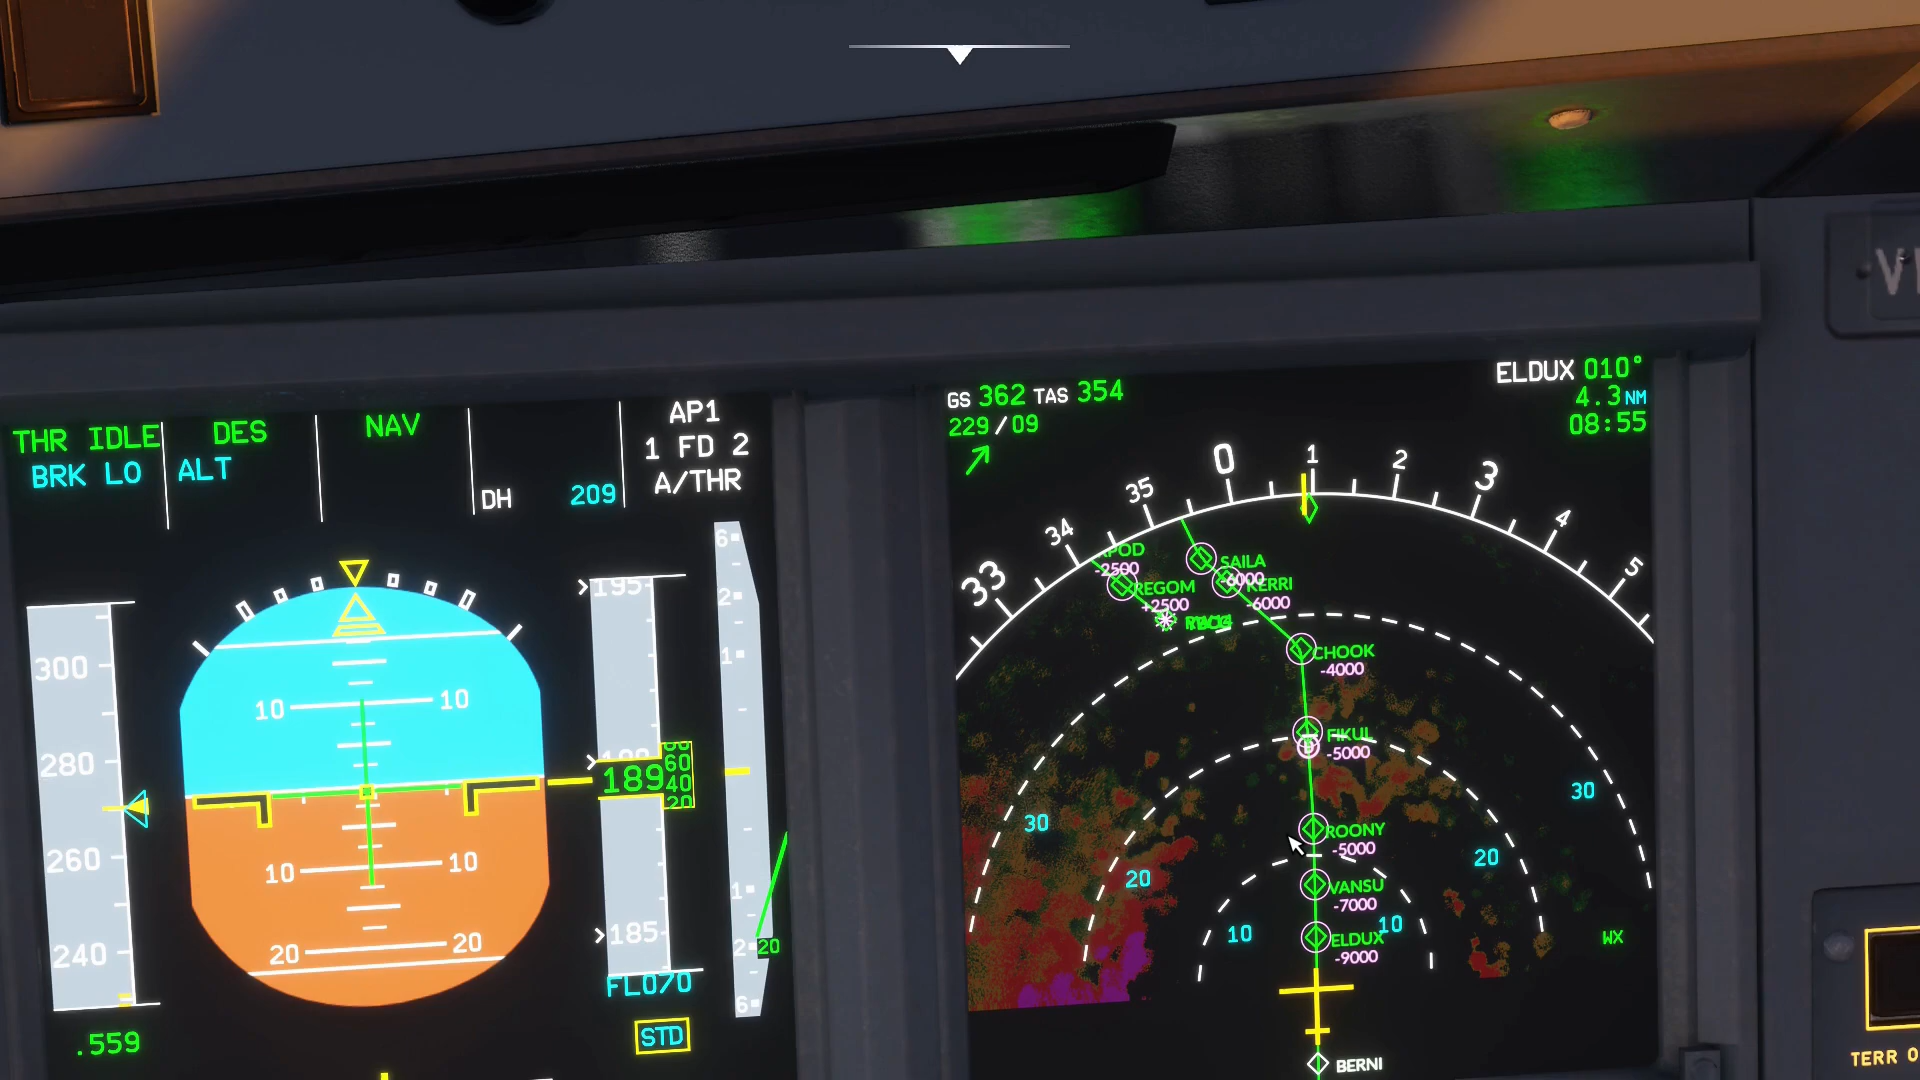 THR IDLE DES NAV AP1
BRK LO ALT 1 FD 2
DH 209 A/THR
300
280
260
240
.559
10 10
10 10
20 20
195
189
60
40
20
185
FL070
STD
6
2
1
1
2
6
20
GS 362 TAS 354
229/09
ELDUX 010°
4.3 NM
08:55
33 34 35 0 1 2 3 4 5
-2500
REGOM
+2500
SAILA
-6000
KERRI
-6000
CHOOK
-4000
FIKUL
-5000
ROONY
-5000
VANSU
-7000
ELDUX
-9000
BERNI
30 30
20 20
10 10
WX
TERR